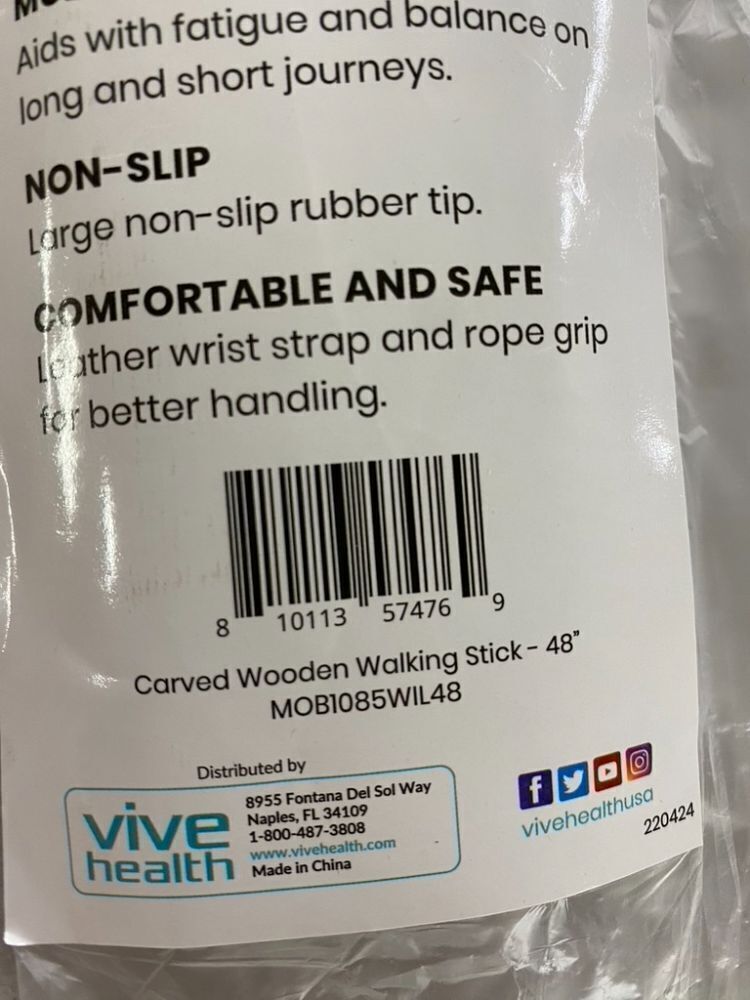 Aids with fatigue and balance on
long and short journeys.
NON-SLIP
Large non-slip rubber tip.
COMFORTABLE AND SAFE
Leather wrist strap and rope grip
for better handling.
8 10113 57476 9
Carved Wooden Walking Stick - 48”
MOB1085WIL48
Distributed by
vive
health
8955 Fontana Del Sol Way
Naples, FL 34109
1-800-487-3808
www.vivehealth.com
Made in China
vivehealthusa
220424